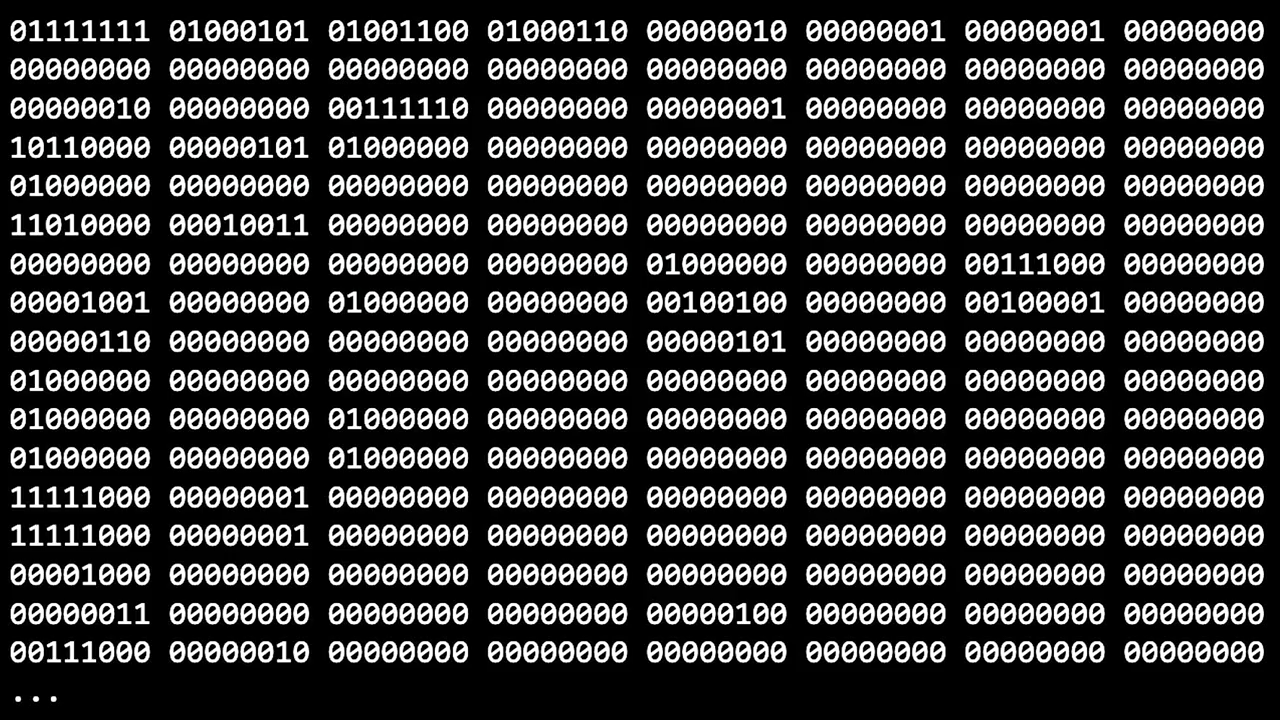 01111111 01000101 01001100 01000110 00000010 00000001 00000001 00000000
00000000 00000000 00000000 00000000 00000000 00000000 00000000 00000000
00000010 00000000 00111110 00000000 00000001 00000000 00000000 00000000
10110000 00000101 01000000 00000000 00000000 00000000 00000000 00000000
01000000 00000000 00000000 00000000 00000000 00000000 00000000 00000000
11010000 00010011 00000000 00000000 00000000 00000000 00000000 00000000
00000000 00000000 00000000 00000000 01000000 00000000 00111000 00000000
00001001 00000000 01000000 00000000 00100100 00000000 00100001 00000000
00000110 00000000 00000000 00000000 00000101 00000000 00000000 00000000
01000000 00000000 00000000 00000000 00000000 00000000 00000000 00000000
01000000 00000000 01000000 00000000 00000000 00000000 00000000 00000000
01000000 00000000 01000000 00000000 00000000 00000000 00000000 00000000
11111000 00000001 00000000 00000000 00000000 00000000 00000000 00000000
11111000 00000001 00000000 00000000 00000000 00000000 00000000 00000000
00001000 00000000 00000000 00000000 00000000 00000000 00000000 00000000
00000011 00000000 00000000 00000000 00000100 00000000 00000000 00000000
00111000 00000010 00000000 00000000 00000000 00000000 00000000 00000000
...